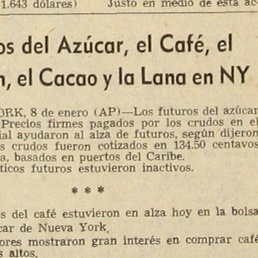 1.643 dólares) Justo en medio de esta ac
os del Azúcar, el Café, el
n, el Cacao y la Lana en NY
ORK, 8 de enero (AP)—Los futuros del azúcar
Precios firmes pagados por los crudos en el
ial ayudaron al alza de futuros, según dijeron
s crudos fueron cotizados en 134.50 centavos
a, basados en puertos del Caribe.
ticos futuros estuvieron inactivos.
* * *
s del café estuvieron en alza hoy en la bolsa
car de Nueva York.
ores mostraron gran interés en comprar café
s altos.